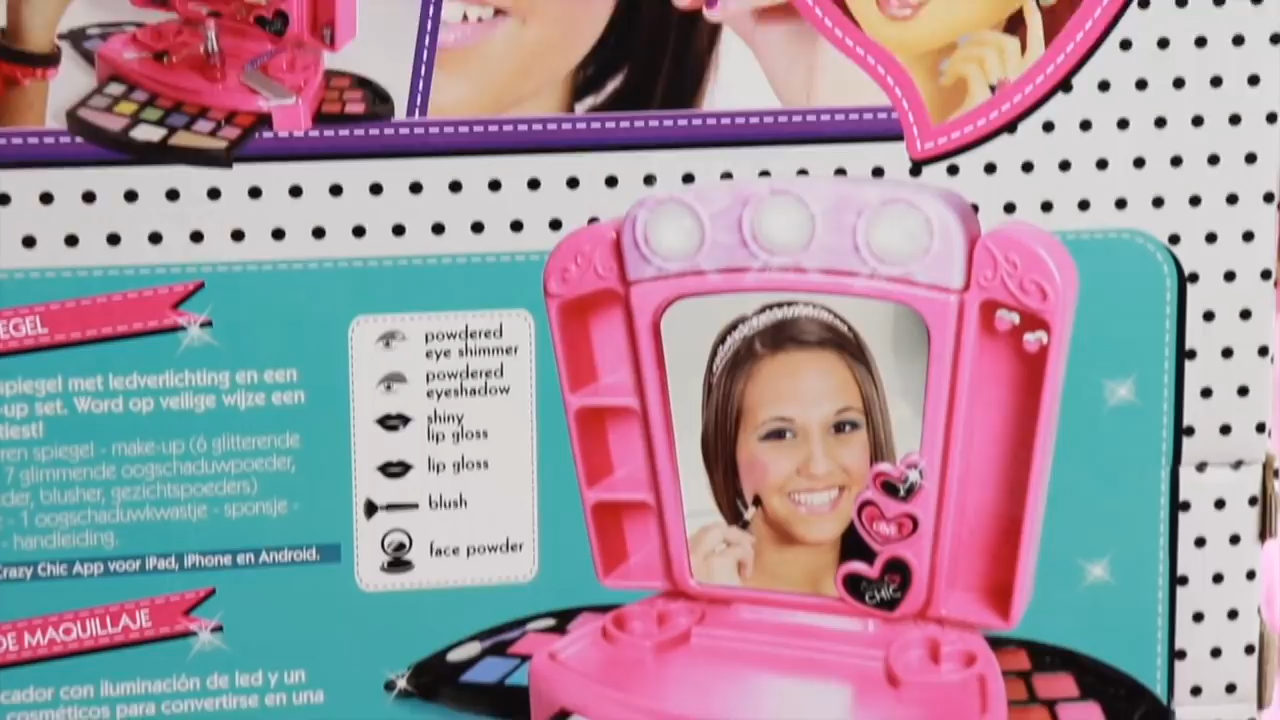 EGEL
spiegel met ledverlichting en een
-up set. Word op veilige wijze een
tiest!
ren spiegel - make-up (6 glitterende
7 glimmende oogschaduwpoeder,
der, blusher, gezichtspoeders)
- 1 oogschaduwkwastje - sponsje -
- handleiding.
Crazy Chic App voor iPad, iPhone en Android.
DE MAQUILLAJE
cador con iluminación de led y un
cosméticos para convertirse en una
powdered
eye shimmer
powdered
eyeshadow
shiny
lip gloss
lip gloss
blush
face powder
LOVE
CHIC